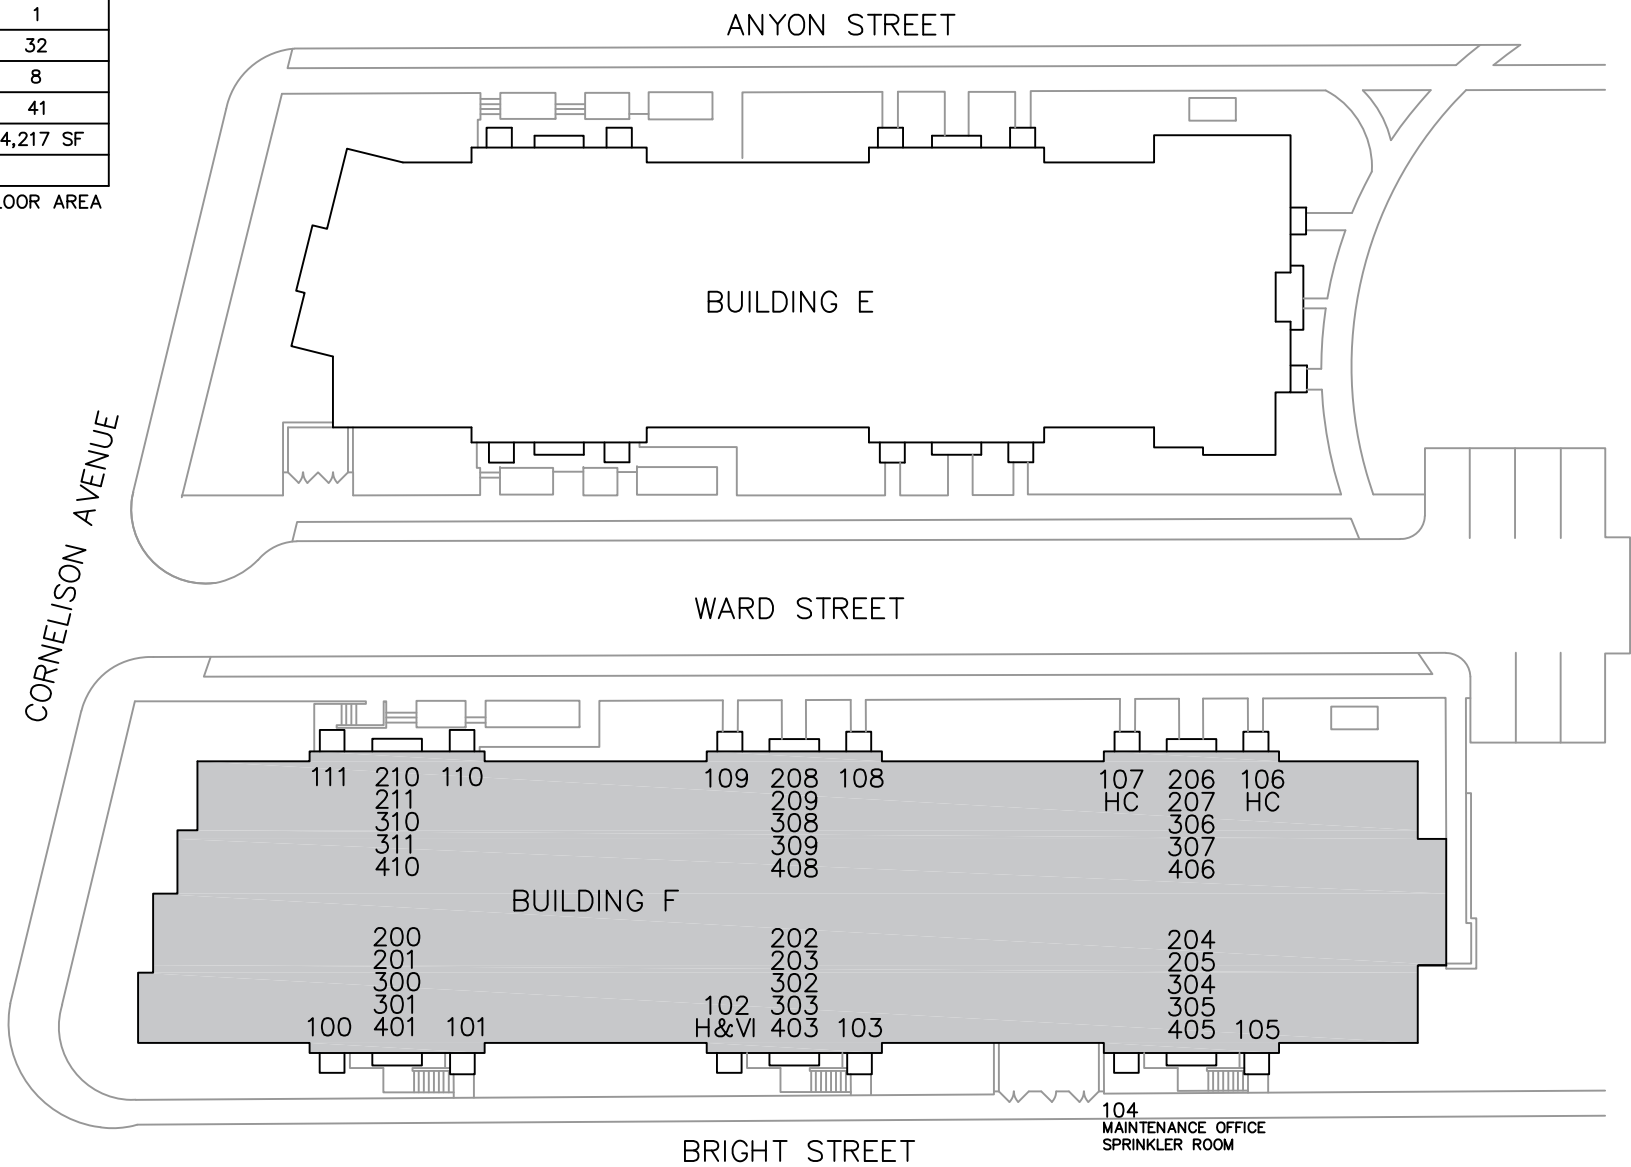 1
32
8
41
4,217 SF
LOOR AREA
ANYON STREET
BUILDING E
CORNELISON AVENUE
WARD STREET
111 210 110
211
310
311
410
109 208 108
209
308
309
408
107 206 106
HC 207 HC
306
307
406
BUILDING F
200
201
300
301
100 401 101
202
203
302
102 303
H&VI 403 103
204
205
304
305
405 105
104
MAINTENANCE OFFICE
SPRINKLER ROOM
BRIGHT STREET